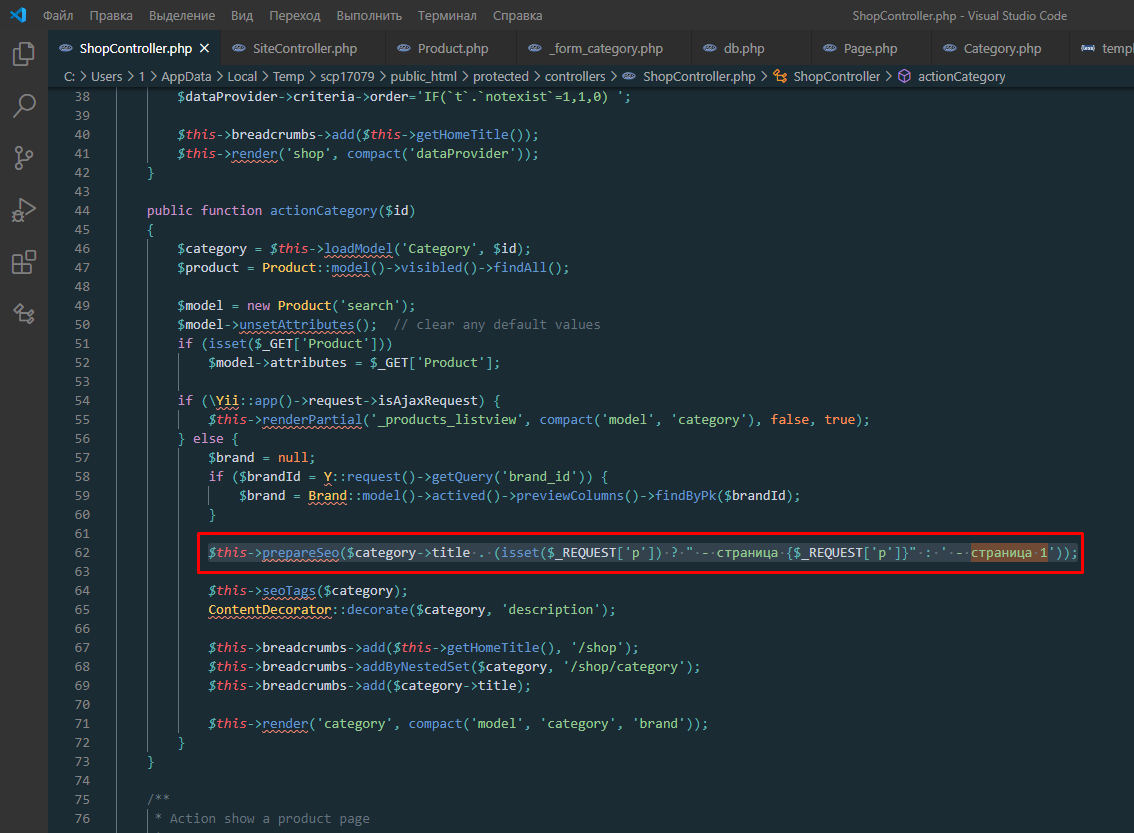 Файл Правка Выделение Вид Переход Выполнить Терминал Справка ShopController.php - Visual Studio Code
ShopController.php SiteController.php Product.php _form_category.php db.php Page.php Category.php templ
C: > Users > 1 > AppData > Local > Temp > scp17079 > public_html > protected > controllers > ShopController.php > ShopController > actionCategory
38 $dataProvider->criteria->order='IF(`t`.`notexist`=1,1,0) ';
39
40 $this->breadcrumbs->add($this->getHomeTitle());
41 $this->render('shop', compact('dataProvider'));
42 }
43
44 public function actionCategory($id)
45 {
46 $category = $this->loadModel('Category', $id);
47 $product = Product::model()->visibled()->findAll();
48
49 $model = new Product('search');
50 $model->unsetAttributes(); // clear any default values
51 if (isset($_GET['Product']))
52 $model->attributes = $_GET['Product'];
53
54 if (\Yii::app()->request->isAjaxRequest) {
55 $this->renderPartial('_products_listview', compact('model', 'category'), false, true);
56 } else {
57 $brand = null;
58 if ($brandId = Y::request()->getQuery('brand_id')) {
59 $brand = Brand::model()->actived()->previewColumns()->findByPk($brandId);
60 }
61
62 $this->prepareSeo($category->title . (isset($_REQUEST['p']) ? " - страница {$_REQUEST['p']}" : ' - страница 1'));
63
64 $this->seoTags($category);
65 ContentDecorator::decorate($category, 'description');
66
67 $this->breadcrumbs->add($this->getHomeTitle(), '/shop');
68 $this->breadcrumbs->addByNestedSet($category, '/shop/category');
69 $this->breadcrumbs->add($category->title);
70
71 $this->render('category', compact('model', 'category', 'brand'));
72 }
73 }
74
75 /**
76 * Action show a product page